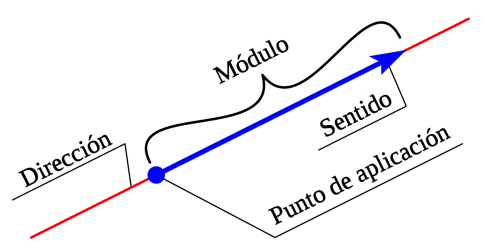 Módulo
Sentido
Dirección
Punto de aplicación